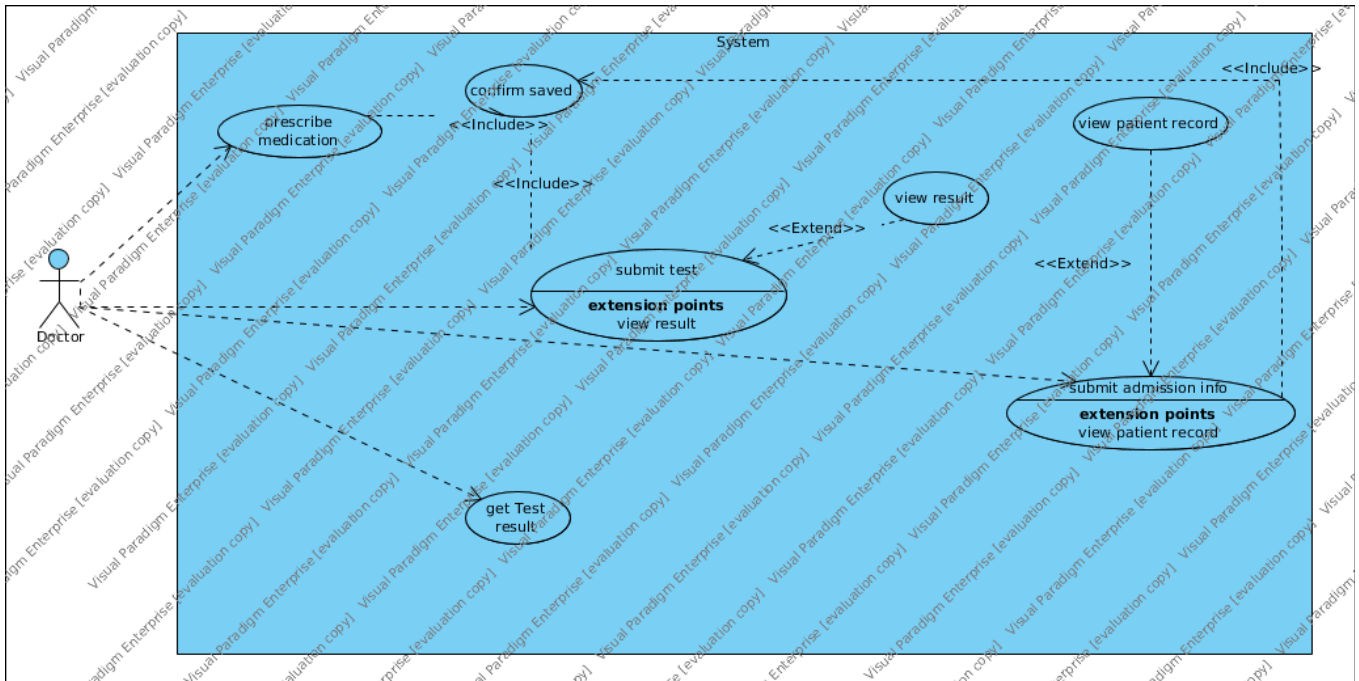 System
confirm saved
<<Include>>
prescribe
medication
<<Include>>
view patient record
<<Include>>
view result
<<Extend>>
submit test
extension points
view result
<<Extend>>
Doctor
submit admission info
extension points
view patient record
get Test
result
Visual Paradigm Enterprise [evaluation copy]